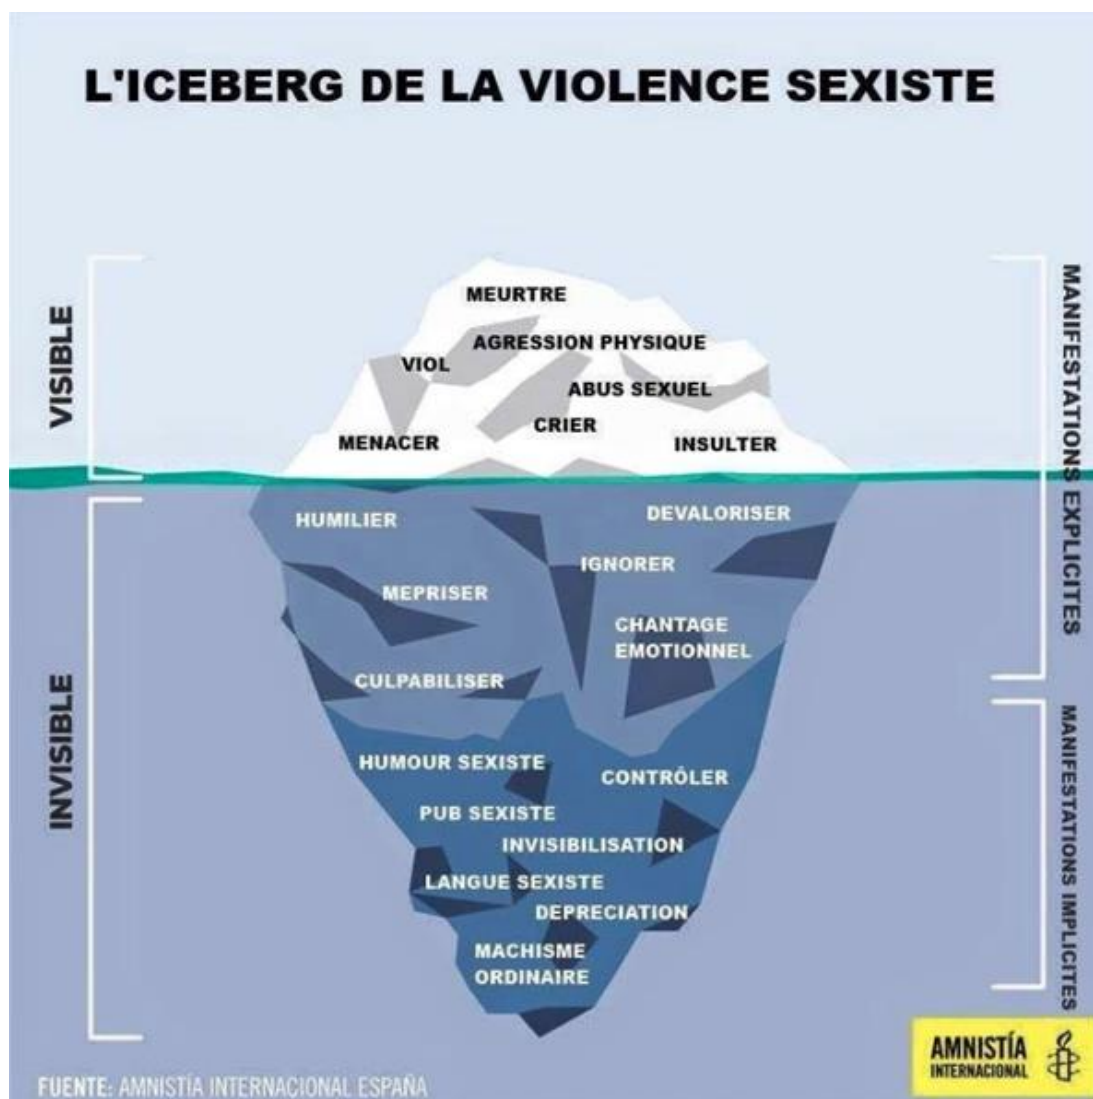 L'ICEBERG DE LA VIOLENCE SEXISTE
VISIBLE
MANIFESTATIONS EXPLICITES
MEURTRE
AGRESSION PHYSIQUE
VIOL
ABUS SEXUEL
CRIER
MENACER
INSULTER
HUMILIER
DEVALORISER
IGNORER
MEPRISER
CHANTAGE
EMOTIONNEL
CULPABILISER
INVISIBLE
MANIFESTATIONS IMPLICITES
HUMOUR SEXISTE
CONTRÔLER
PUB SEXISTE
INVISIBILISATION
LANGUE SEXISTE
DEPRECIATION
MACHISME
ORDINAIRE
AMNISTÍA
INTERNACIONAL
FUENTE: AMNISTÍA INTERNACIONAL ESPAÑA